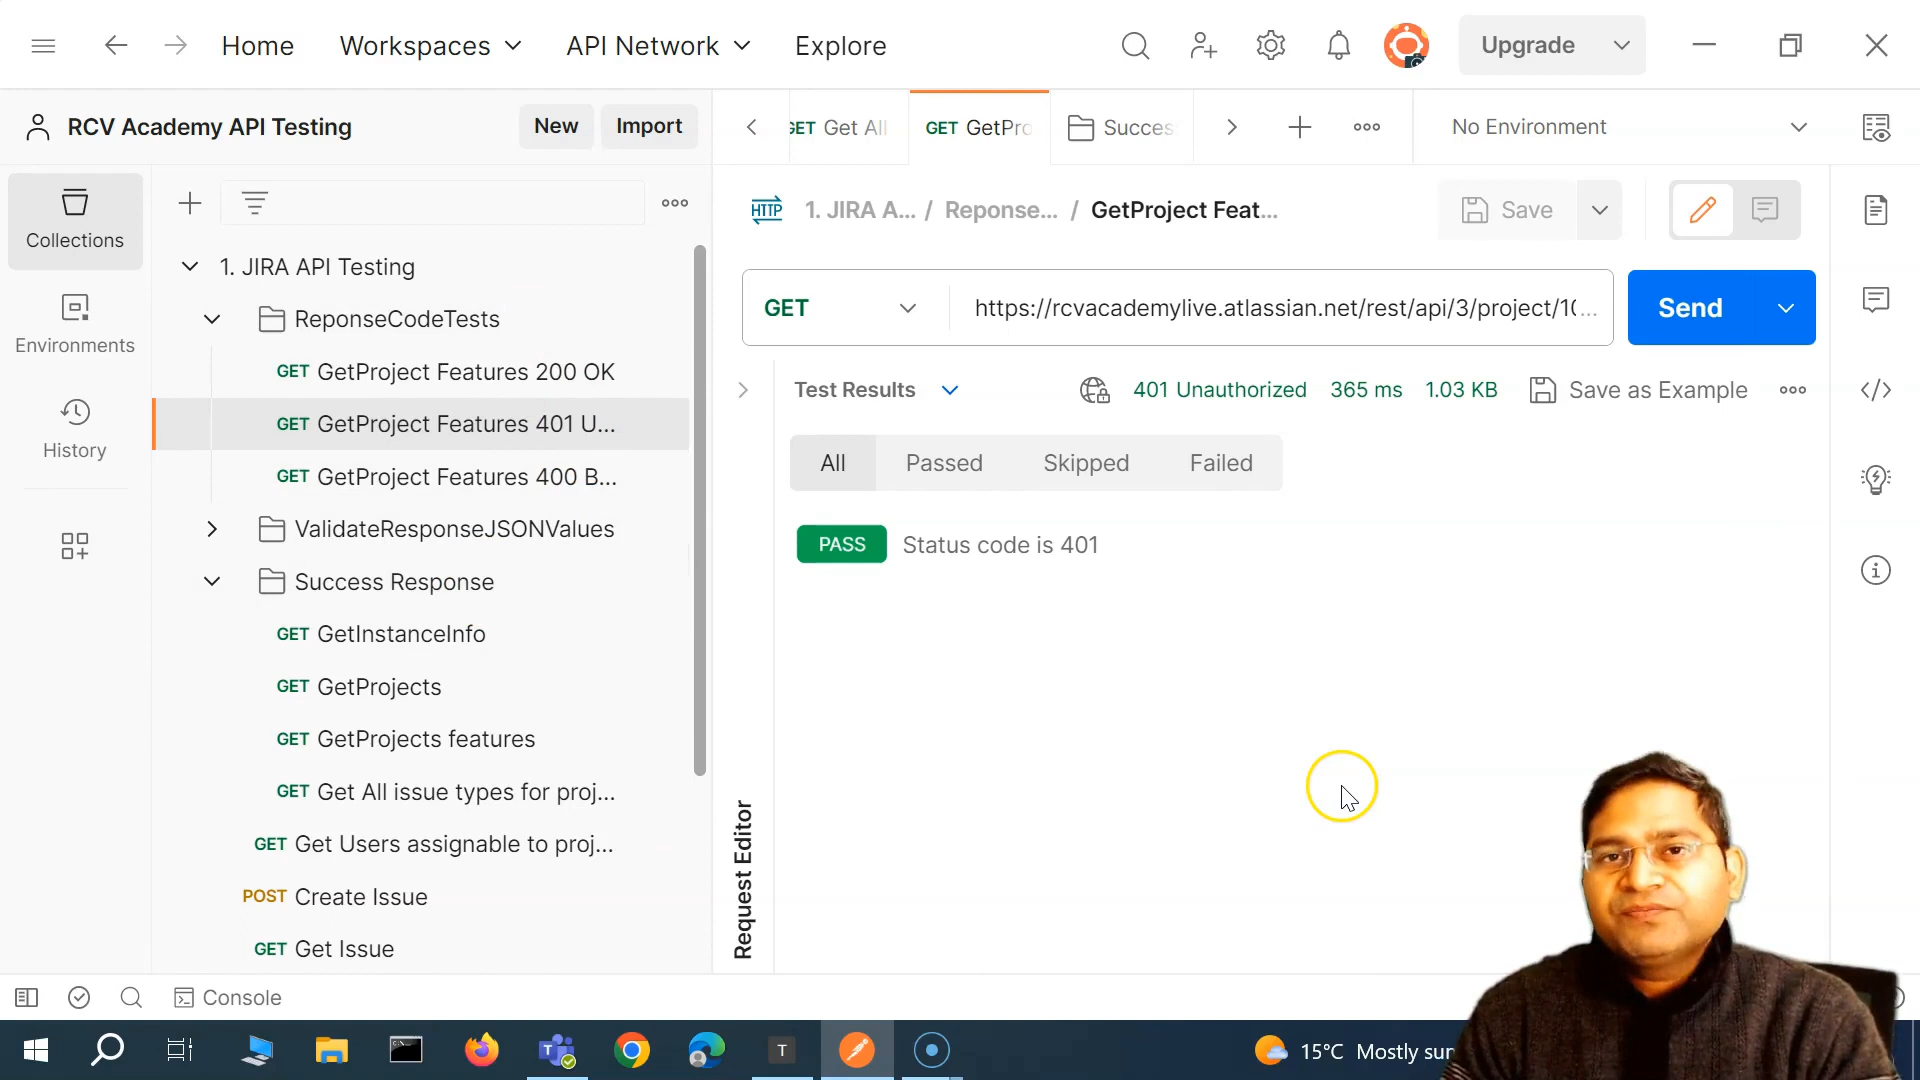 Home Workspaces API Network Explore Upgrade
RCV Academy API Testing New Import
GET Get All GET GetPro Succes No Environment
Collections
1. JIRA A... / Reponse... / GetProject Feat... Save
HTTP
1. JIRA API Testing
ReponseCodeTests
GET https://rcvacademylive.atlassian.net/rest/api/3/project/10... Send
Environments
GET GetProject Features 200 OK
Test Results 401 Unauthorized 365 ms 1.03 KB Save as Example
GET GetProject Features 401 U...
History
All Passed Skipped Failed
GET GetProject Features 400 B...
ValidateResponseJSONValues
PASS Status code is 401
Success Response
GET GetInstanceInfo
GET GetProjects
GET GetProjects features
GET Get All issue types for proj...
GET Get Users assignable to proj...
POST Create Issue
GET Get Issue
Request Editor
Console
15°C Mostly sun